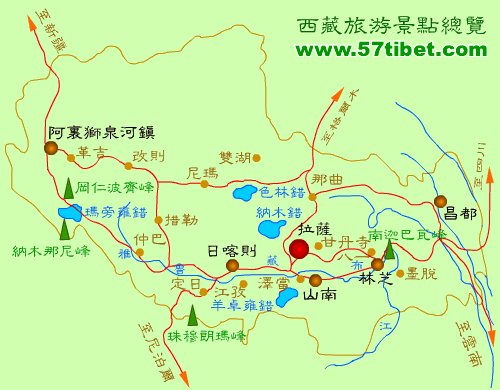 西藏旅游景點總覽
www.57tibet.com
至新疆
至格爾木
阿裏獅泉河鎮
革吉
改則
雙湖
尼瑪
那曲
至四川
岡仁波齊峰
瑪旁雍錯
色林錯
納木錯
昌都
納木那尼峰
措勤
仲巴
日喀則
拉薩
甘丹寺
南迦巴瓦峰
八一
雅
魯
藏
布
江
林芝
墨脫
定日
江孜
澤當
山南
羊卓雍錯
珠穆朗瑪峰
至尼泊爾
至雲南